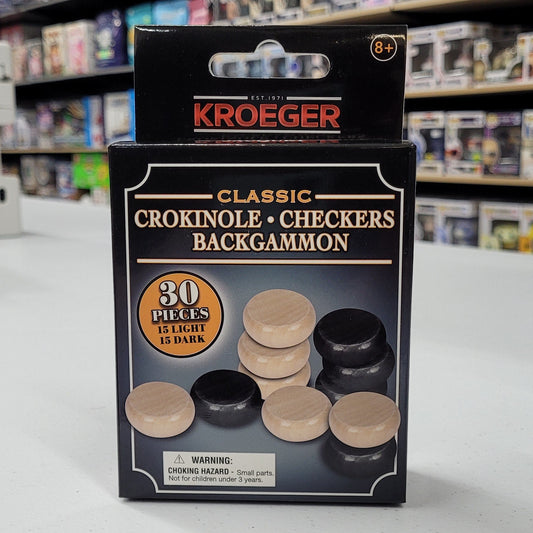 8+
EST. 1971
KROEGER
CLASSIC
CROKINOLE • CHECKERS
BACKGAMMON
30
PIECES
15 LIGHT
15 DARK
WARNING:
CHOKING HAZARD - Small parts.
Not for children under 3 years.